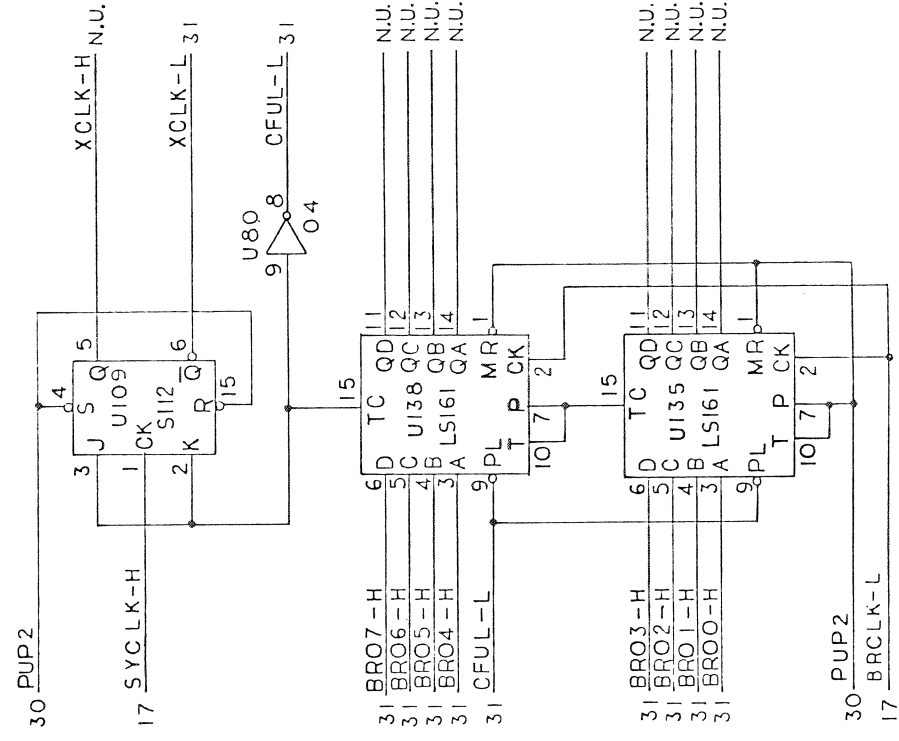 30 PUP2
SYCLK-H
17
3 J
1 CK
2 K
4
S
U109
S112
R
15
Q 5
Q 6
XCLK-H N.U.
XCLK-L 31
U80
9 8
04
CFUL-L 31
15
TC
U138
LS161
31 BRO7-H 6 D
31 BRO6-H 5 C
31 BRO5-H 4 B
31 BRO4-H 3 A
31 CFUL-L 9 PL
QD 11 N.U.
QC 12 N.U.
QB 13 N.U.
QA 14 N.U.
MR 1
CK 2
P 7
T 10
15
TC
U135
LS161
31 BRO3-H 6 D
31 BRO2-H 5 C
31 BRO1-H 4 B
31 BRO0-H 3 A
9 PL
QD 11 N.U.
QC 12 N.U.
QB 13 N.U.
QA 14 N.U.
MR 1
CK 2
P 7
T 10
30 PUP2
17 BRCLK-L